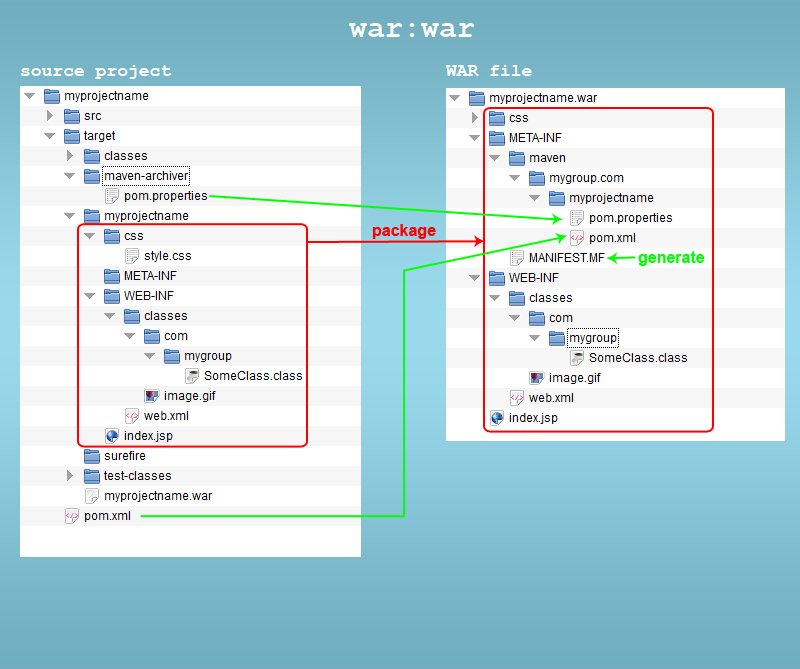 war:war
source project
myprojectname
src
target
classes
maven-archiver
pom.properties
myprojectname
css
style.css
META-INF
WEB-INF
classes
com
mygroup
SomeClass.class
image.gif
web.xml
index.jsp
surefire
test-classes
myprojectname.war
pom.xml
package
WAR file
myprojectname.war
css
META-INF
maven
mygroup.com
myprojectname
pom.properties
pom.xml
MANIFEST.MF generate
WEB-INF
classes
com
mygroup
SomeClass.class
image.gif
web.xml
index.jsp